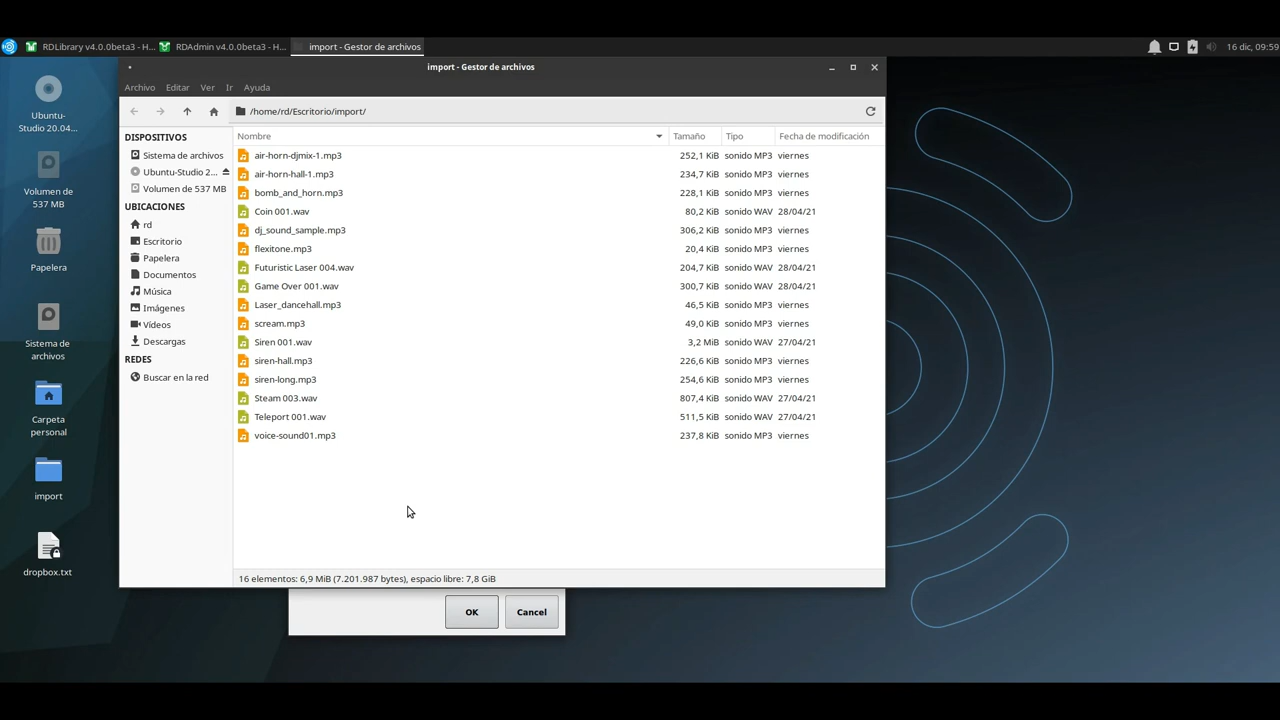 RDLibrary v4.0.0beta3 - H... RDAdmin v4.0.0beta3 - H... import - Gestor de archivos 16 dic, 09:59
import - Gestor de archivos
Archivo Editar Ver Ir Ayuda
/home/rd/Escritorio/import/
DISPOSITIVOS
Sistema de archivos
Ubuntu-Studio 2...
Volumen de 537 MB
UBICACIONES
rd
Escritorio
Papelera
Documentos
Música
Imágenes
Vídeos
Descargas
REDES
Buscar en la red
Nombre Tamaño Tipo Fecha de modificación
air-horn-djmix-1.mp3 252,1 KiB sonido MP3 viernes
air-horn-hall-1.mp3 234,7 KiB sonido MP3 viernes
bomb_and_horn.mp3 228,1 KiB sonido MP3 viernes
Coin 001.wav 80,2 KiB sonido WAV 28/04/21
dj_sound_sample.mp3 306,2 KiB sonido MP3 viernes
flexitone.mp3 20,4 KiB sonido MP3 viernes
Futuristic Laser 004.wav 204,7 KiB sonido WAV 28/04/21
Game Over 001.wav 300,7 KiB sonido WAV 28/04/21
Laser_dancehall.mp3 46,5 KiB sonido MP3 viernes
scream.mp3 49,0 KiB sonido MP3 viernes
Siren 001.wav 3,2 MiB sonido WAV 27/04/21
siren-hall.mp3 226,6 KiB sonido MP3 viernes
siren-long.mp3 254,6 KiB sonido MP3 viernes
Steam 003.wav 807,4 KiB sonido WAV 27/04/21
Teleport 001.wav 511,5 KiB sonido WAV 27/04/21
voice-sound01.mp3 237,8 KiB sonido MP3 viernes
16 elementos: 6,9 MiB (7.201.987 bytes), espacio libre: 7,8 GiB
OK Cancel
Ubuntu-
Studio 20.04...
Volumen de
537 MB
Papelera
Sistema de
archivos
Carpeta
personal
import
dropbox.txt